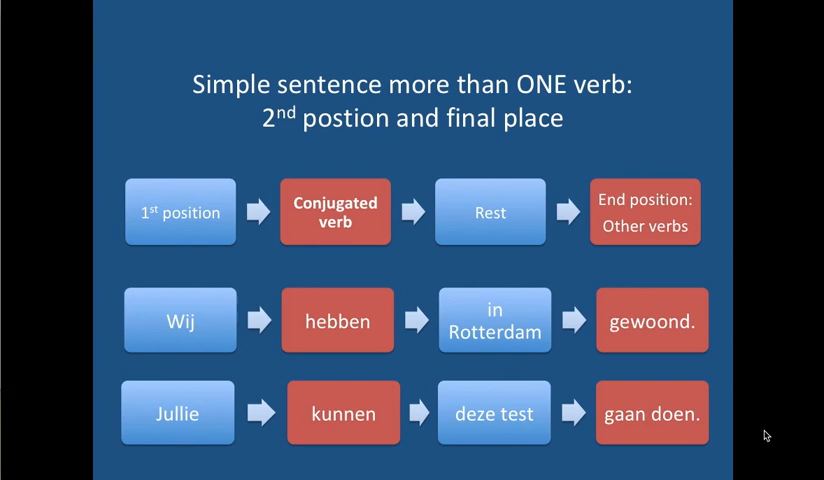 Simple sentence more than ONE verb:
2nd postion and final place
1st position
Conjugated
verb
Rest
End position:
Other verbs
Wij
hebben
in
Rotterdam
gewoond.
Jullie
kunnen
deze test
gaan doen.